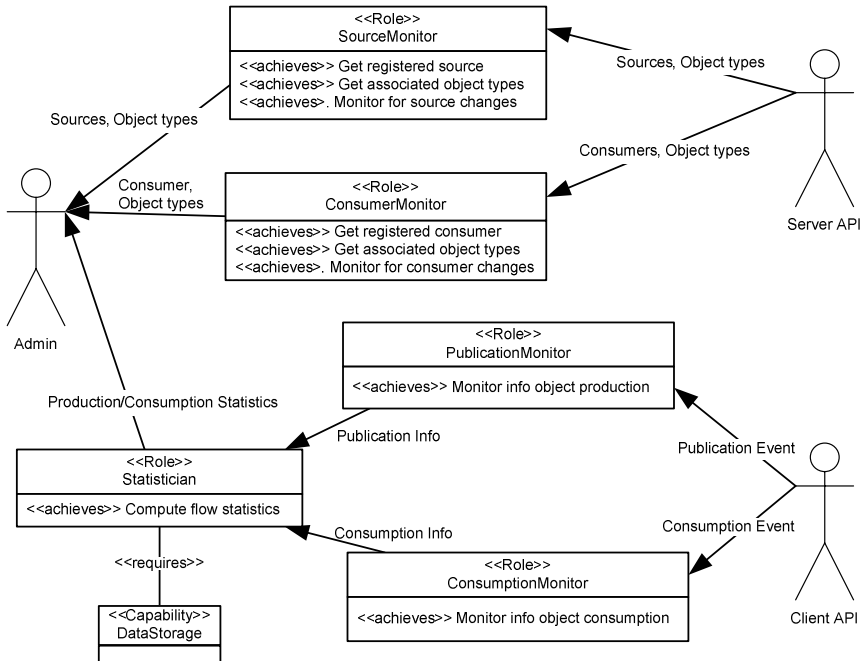 <<Role>>
SourceMonitor
<<achieves>> Get registered source
<<achieves>> Get associated object types
<<achieves>. Monitor for source changes
Sources, Object types
Sources, Object types
Consumers, Object types
Server API
<<Role>>
ConsumerMonitor
<<achieves>> Get registered consumer
<<achieves>> Get associated object types
<<achieves>. Monitor for consumer changes
Consumer,
Object types
Admin
<<Role>>
PublicationMonitor
<<achieves>> Monitor info object production
Production/Consumption Statistics
Publication Info
Publication Event
<<Role>>
Statistician
<<achieves>> Compute flow statistics
Consumption Info
Consumption Event
<<requires>>
<<Role>>
ConsumptionMonitor
<<achieves>> Monitor info object consumption
Client API
<<Capability>>
DataStorage